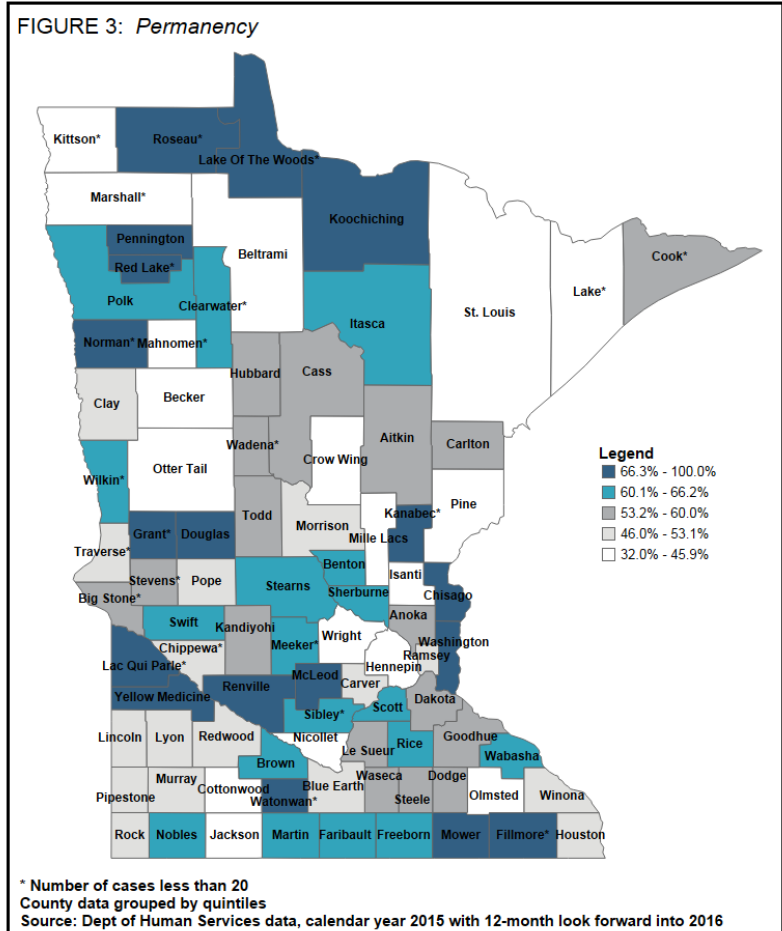 FIGURE 3: Permanency
Kittson*
Roseau*
Lake Of The Woods*
Marshall*
Koochiching
Pennington
Beltrami
Cook*
Red Lake*
Lake*
Polk
Clearwater*
St. Louis
Itasca
Norman*
Mahnomen*
Hubbard
Cass
Clay
Becker
Aitkin
Wadena*
Carlton
Crow Wing
Otter Tail
Wilkin*
Legend
66.3% - 100.0%
60.1% - 66.2%
53.2% - 60.0%
46.0% - 53.1%
32.0% - 45.9%
Pine
Kanabec*
Todd
Morrison
Grant*
Douglas
Mille Lacs
Traverse*
Benton
Isanti
Stevens*
Pope
Stearns
Sherburne
Chisago
Big Stone*
Anoka
Swift
Kandiyohi
Wright
Washington
Chippewa*
Meeker*
Ramsey
Hennepin
Lac Qui Parle*
McLeod
Carver
Yellow Medicine
Renville
Dakota
Scott
Sibley*
Lincoln
Lyon
Redwood
Nicollet
Goodhue
Le Sueur
Rice
Wabasha
Brown
Waseca
Dodge
Murray
Cottonwood
Blue Earth
Pipestone
Watonwan*
Steele
Olmsted
Winona
Rock
Nobles
Jackson
Martin
Faribault
Freeborn
Mower
Fillmore*
Houston
* Number of cases less than 20
County data grouped by quintiles
Source: Dept of Human Services data, calendar year 2015 with 12-month look forward into 2016